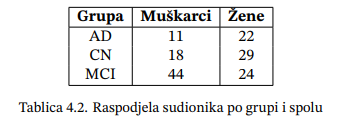 Grupa Muškarci Žene
AD 11 22
CN 18 29
MCI 44 24
Tablica 4.2. Raspodjela sudionika po grupi i spolu